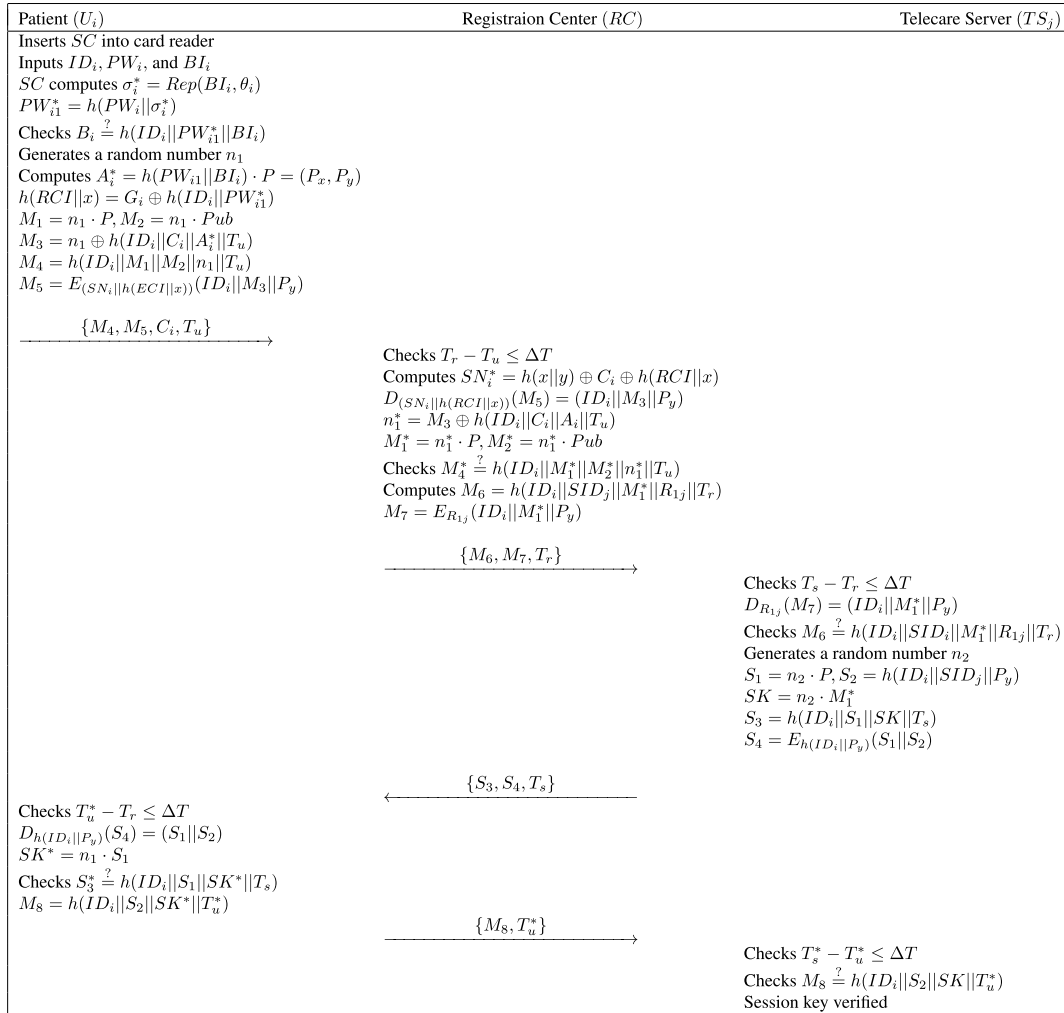 Patient (U_i) Registraion Center (RC) Telecare Server (TS_j)
Inserts SC into card reader
Inputs ID_i, PW_i, and BI_i
SC computes σ_i^* = Rep(BI_i, θ_i)
PW_{i1}^* = h(PW_i||σ_i^*)
Checks B_i ≟ h(ID_i||PW_{i1}^*||BI_i)
Generates a random number n_1
Computes A_i^* = h(PW_{i1}||BI_i) · P = (P_x, P_y)
h(RCI||x) = G_i ⊕ h(ID_i||PW_{i1}^*)
M_1 = n_1 · P, M_2 = n_1 · Pub
M_3 = n_1 ⊕ h(ID_i||C_i||A_i^*||T_u)
M_4 = h(ID_i||M_1||M_2||n_1||T_u)
M_5 = E_{(SN_i||h(ECI||x))}(ID_i||M_3||P_y)
{M_4, M_5, C_i, T_u}
Checks T_r − T_u ≤ ΔT
Computes SN_i^* = h(x||y) ⊕ C_i ⊕ h(RCI||x)
D_{(SN_i||h(RCI||x))}(M_5) = (ID_i||M_3||P_y)
n_1^* = M_3 ⊕ h(ID_i||C_i||A_i||T_u)
M_1^* = n_1^* · P, M_2^* = n_1^* · Pub
Checks M_4^* ≟ h(ID_i||M_1^*||M_2^*||n_1^*||T_u)
Computes M_6 = h(ID_i||SID_j||M_1^*||R_{1j}||T_r)
M_7 = E_{R_{1j}}(ID_i||M_1^*||P_y)
{M_6, M_7, T_r}
Checks T_s − T_r ≤ ΔT
D_{R_{1j}}(M_7) = (ID_i||M_1^*||P_y)
Checks M_6 ≟ h(ID_i||SID_i||M_1^*||R_{1j}||T_r)
Generates a random number n_2
S_1 = n_2 · P, S_2 = h(ID_i||SID_j||P_y)
SK = n_2 · M_1^*
S_3 = h(ID_i||S_1||SK||T_s)
S_4 = E_{h(ID_i||P_y)}(S_1||S_2)
{S_3, S_4, T_s}
Checks T_u^* − T_r ≤ ΔT
D_{h(ID_i||P_y)}(S_4) = (S_1||S_2)
SK^* = n_1 · S_1
Checks S_3^* ≟ h(ID_i||S_1||SK^*||T_s)
M_8 = h(ID_i||S_2||SK^*||T_u^*)
{M_8, T_u^*}
Checks T_s^* − T_u^* ≤ ΔT
Checks M_8 ≟ h(ID_i||S_2||SK||T_u^*)
Session key verified